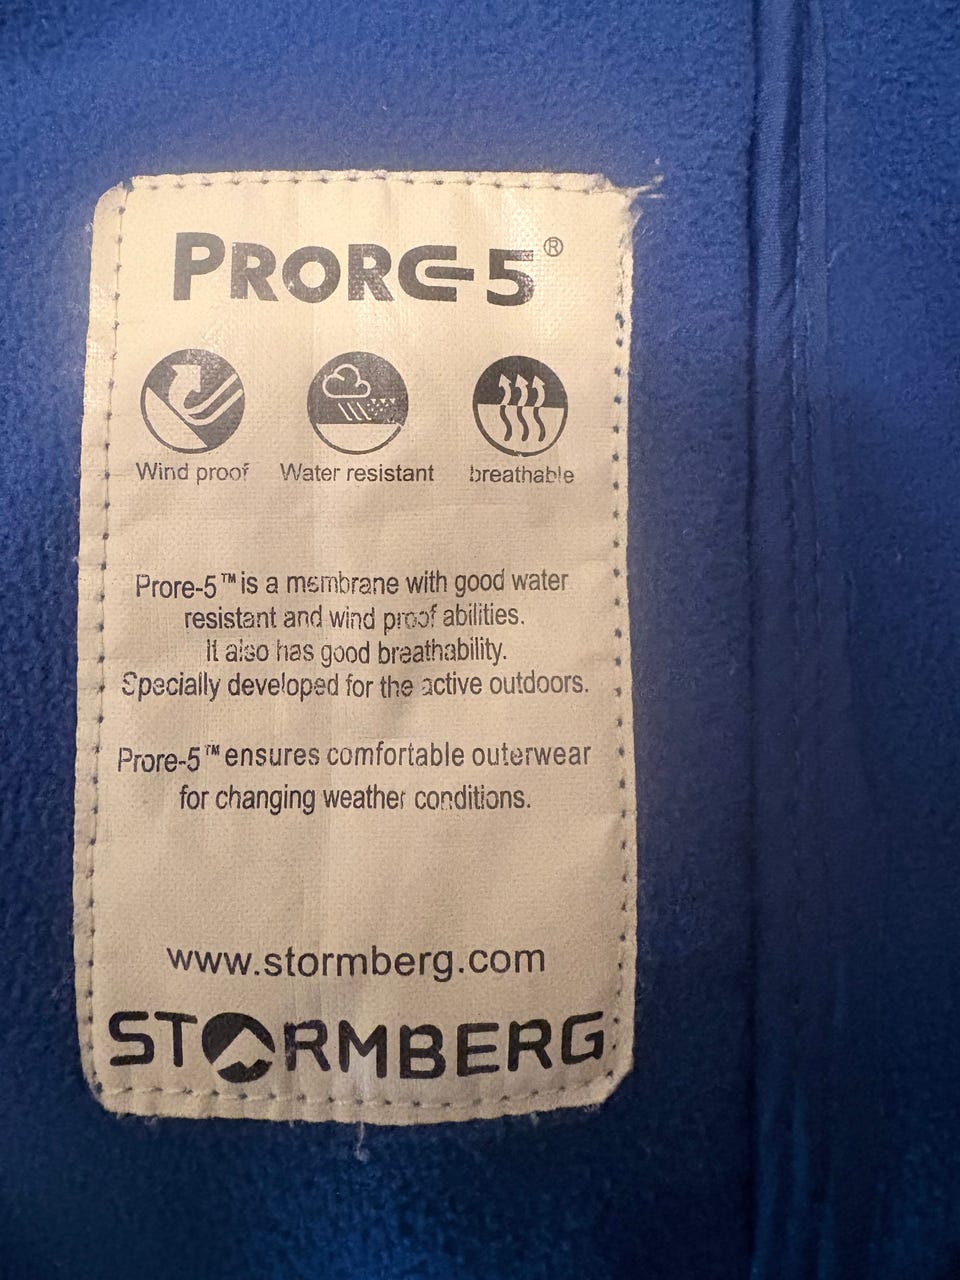 PRORE-5®
Wind proof Water resistant breathable
Prore-5™ is a membrane with good water
resistant and wind proof abilities.
It also has good breathability.
Specially developed for the active outdoors.
Prore-5™ ensures comfortable outerwear
for changing weather conditions.
www.stormberg.com
STORMBERG